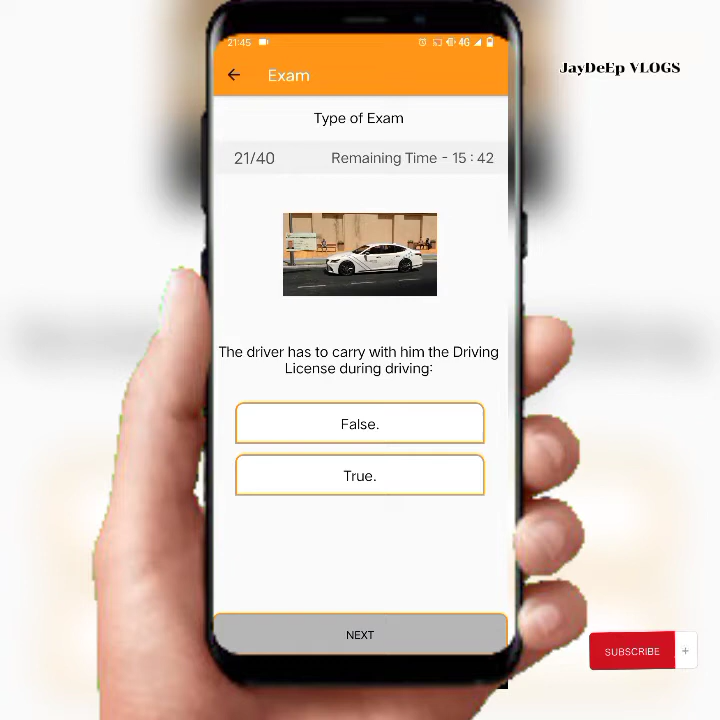 21:45
4G
JayDeEp VLOGS
Exam
Type of Exam
21/40
Remaining Time - 15 : 42
The driver has to carry with him the Driving
License during driving:
False.
True.
NEXT
SUBSCRIBE +